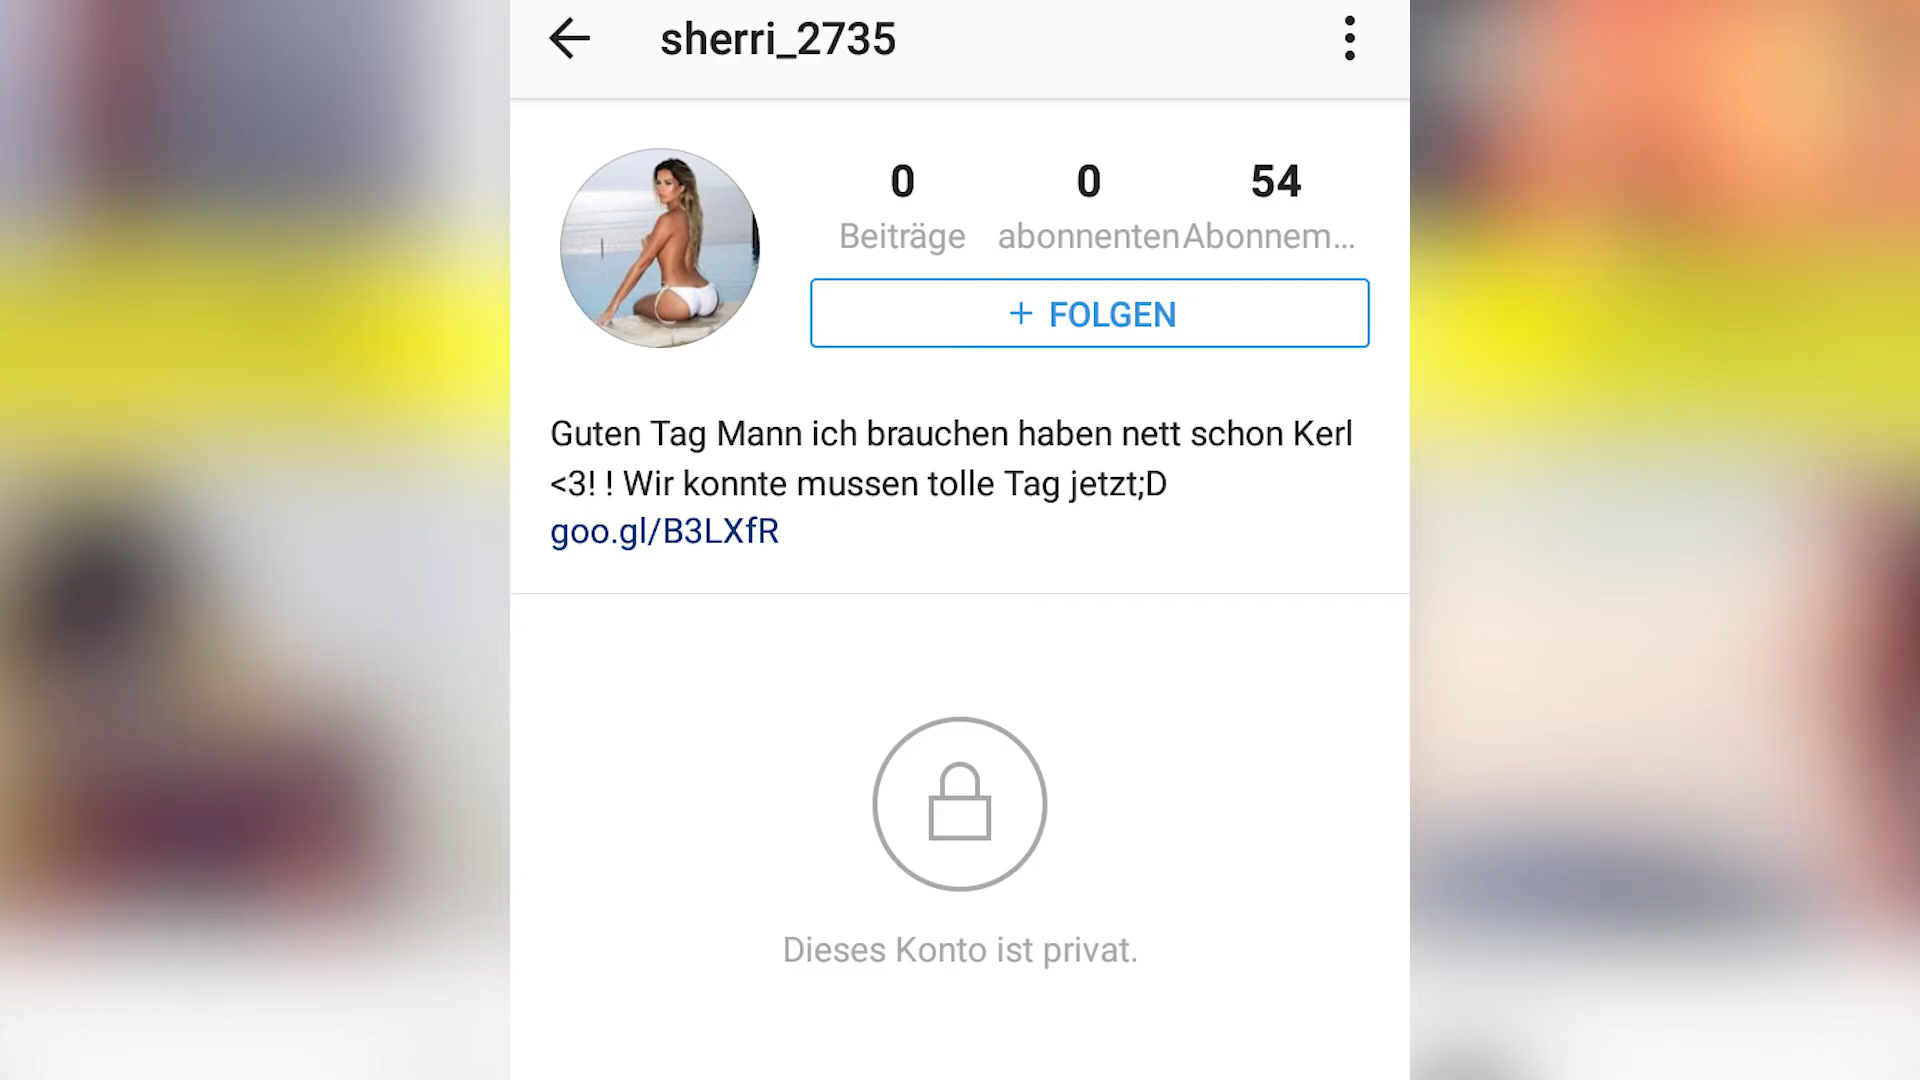 sherri_2735
0 0 54
Beiträge abonnenten Abonnem...
+ FOLGEN
Guten Tag Mann ich brauchen haben nett schon Kerl
<3! ! Wir konnte mussen tolle Tag jetzt;D
goo.gl/B3LXfR
Dieses Konto ist privat.